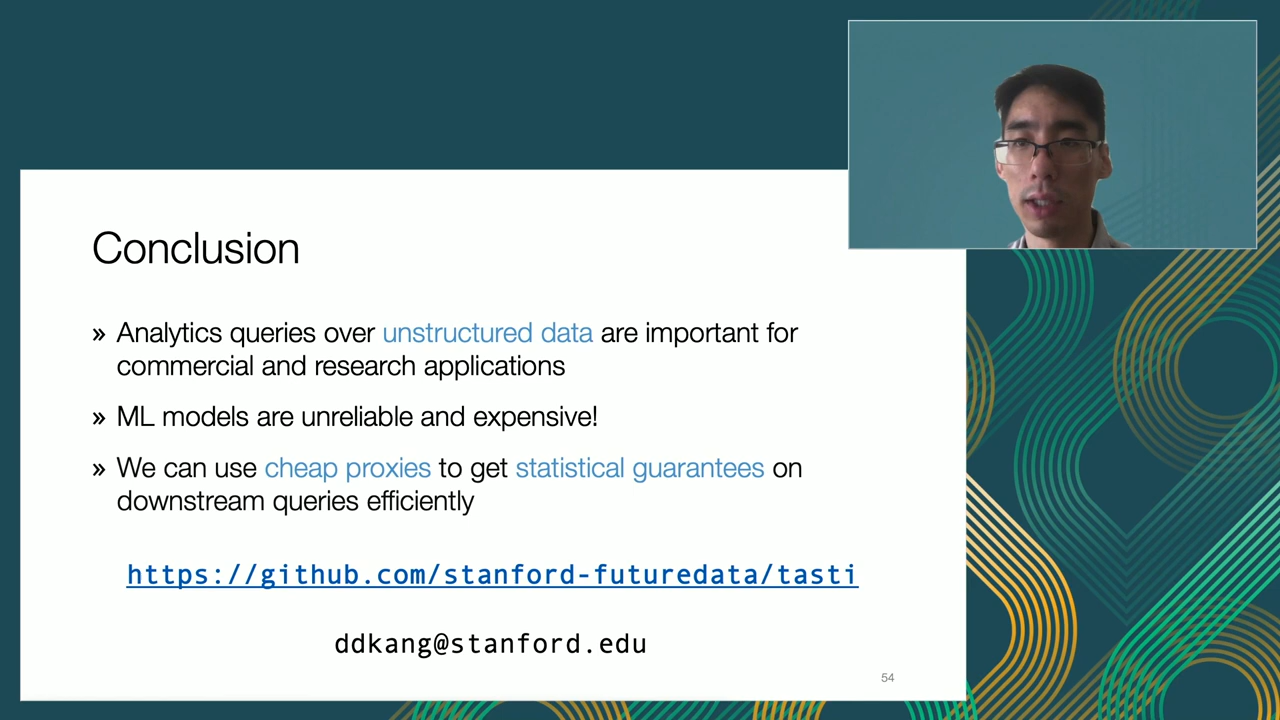 Conclusion
» Analytics queries over unstructured data are important for
commercial and research applications
» ML models are unreliable and expensive!
» We can use cheap proxies to get statistical guarantees on
downstream queries efficiently
https://github.com/stanford-futuredata/tasti
ddkang@stanford.edu
54